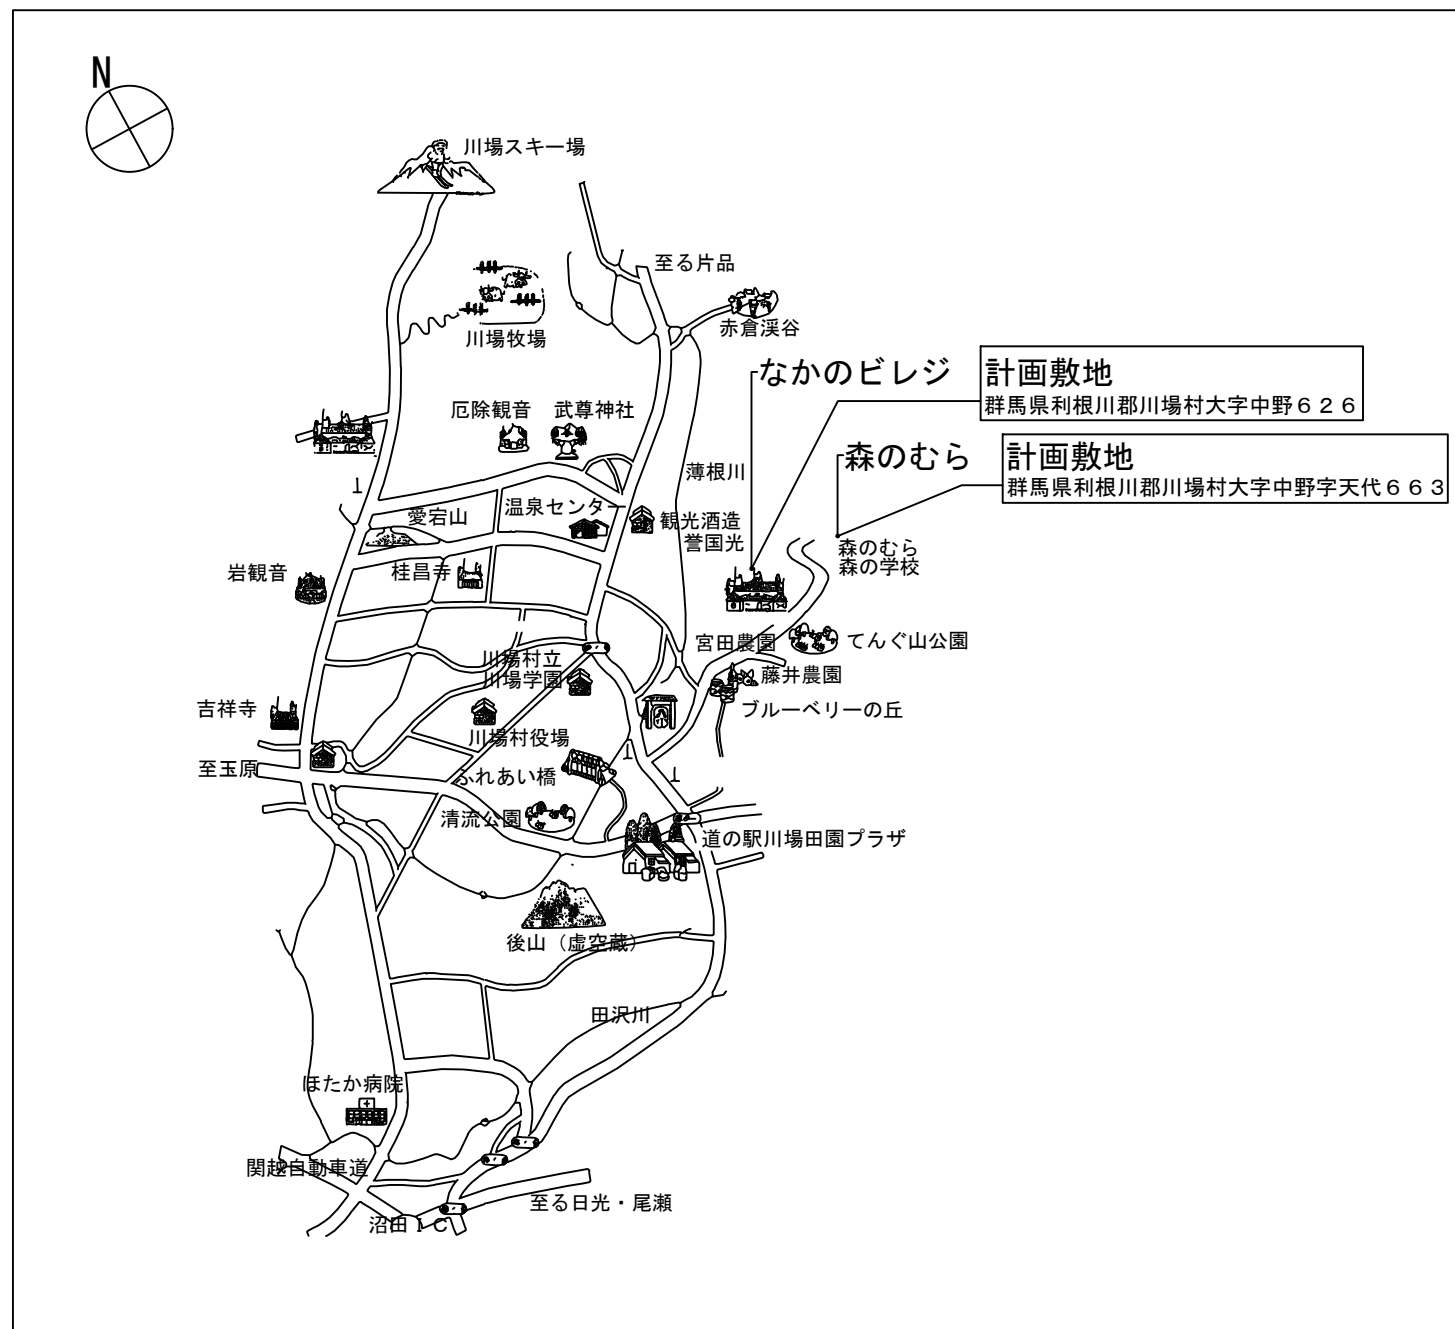 N
川場スキー場
至る片品
赤倉渓谷
川場牧場
なかのビレジ
計画敷地
群馬県利根川郡川場村大字中野６２６
厄除観音
武尊神社
森のむら
計画敷地
群馬県利根川郡川場村大字中野字天代６６３
薄根川
愛宕山
温泉センター
観光酒造
誉国光
森のむら
森の学校
岩観音
桂昌寺
宮田農園
てんぐ山公園
川場村立
川場学園
藤井農園
吉祥寺
ブルーベリーの丘
川場村役場
至玉原
ふれあい橋
清流公園
道の駅川場田園プラザ
後山（虚空蔵）
田沢川
ほたか病院
関越自動車道
至る日光・尾瀬
沼田ＩＣ